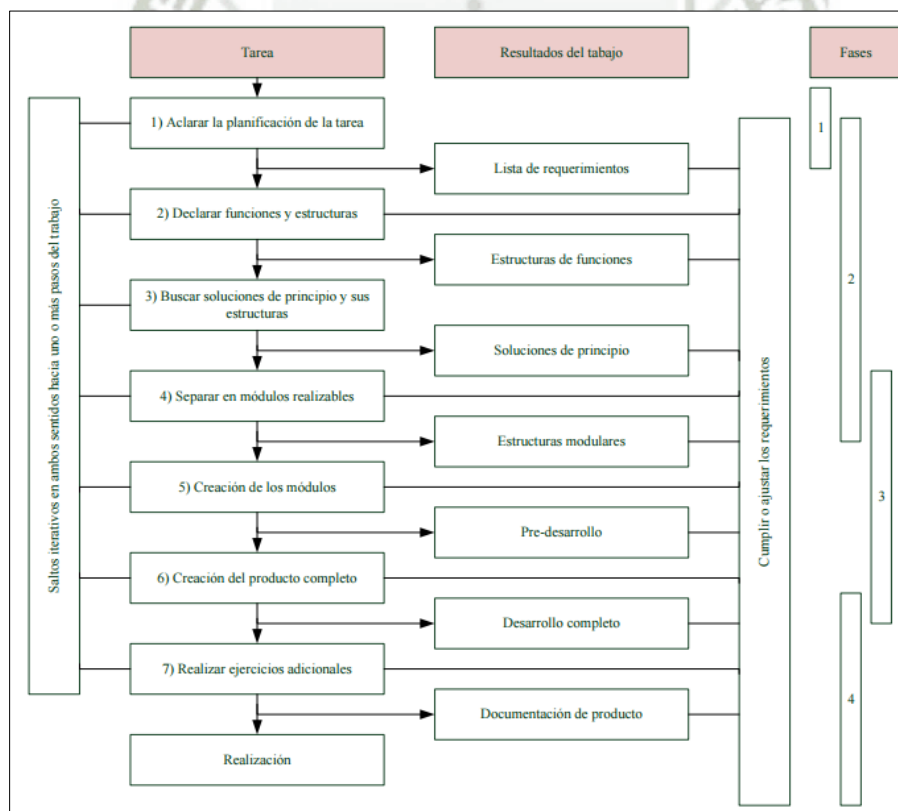 Tarea
Resultados del tabajo
Fases
1) Aclarar la planificación de la tarea
1
Lista de requerimientos
2) Declarar funciones y estructuras
Estructuras de funciones
2
3) Buscar soluciones de principio y sus
estructuras
Soluciones de principio
4) Separar en módulos realizables
Estructuras modulares
5) Creación de los módulos
3
Pre-desarrollo
6) Creación del producto completo
Desarrollo completo
7) Realizar ejercicios adicionales
4
Documentación de producto
Realización
Saltos iterativos en ambos sentidos hacia uno o más pasos del trabajo
Cumplir o ajustar los requerimientos